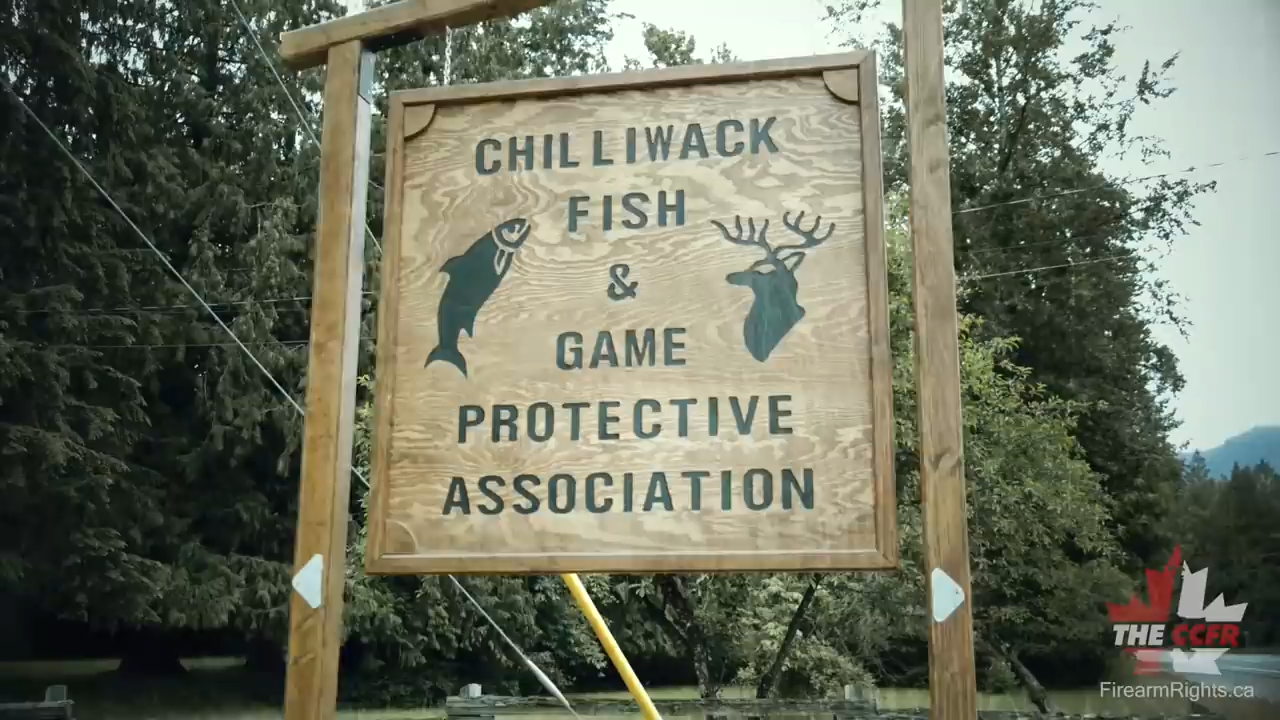 CHILLIWACK
FISH
&
GAME
PROTECTIVE
ASSOCIATION
THE CCFR
FirearmRights.ca